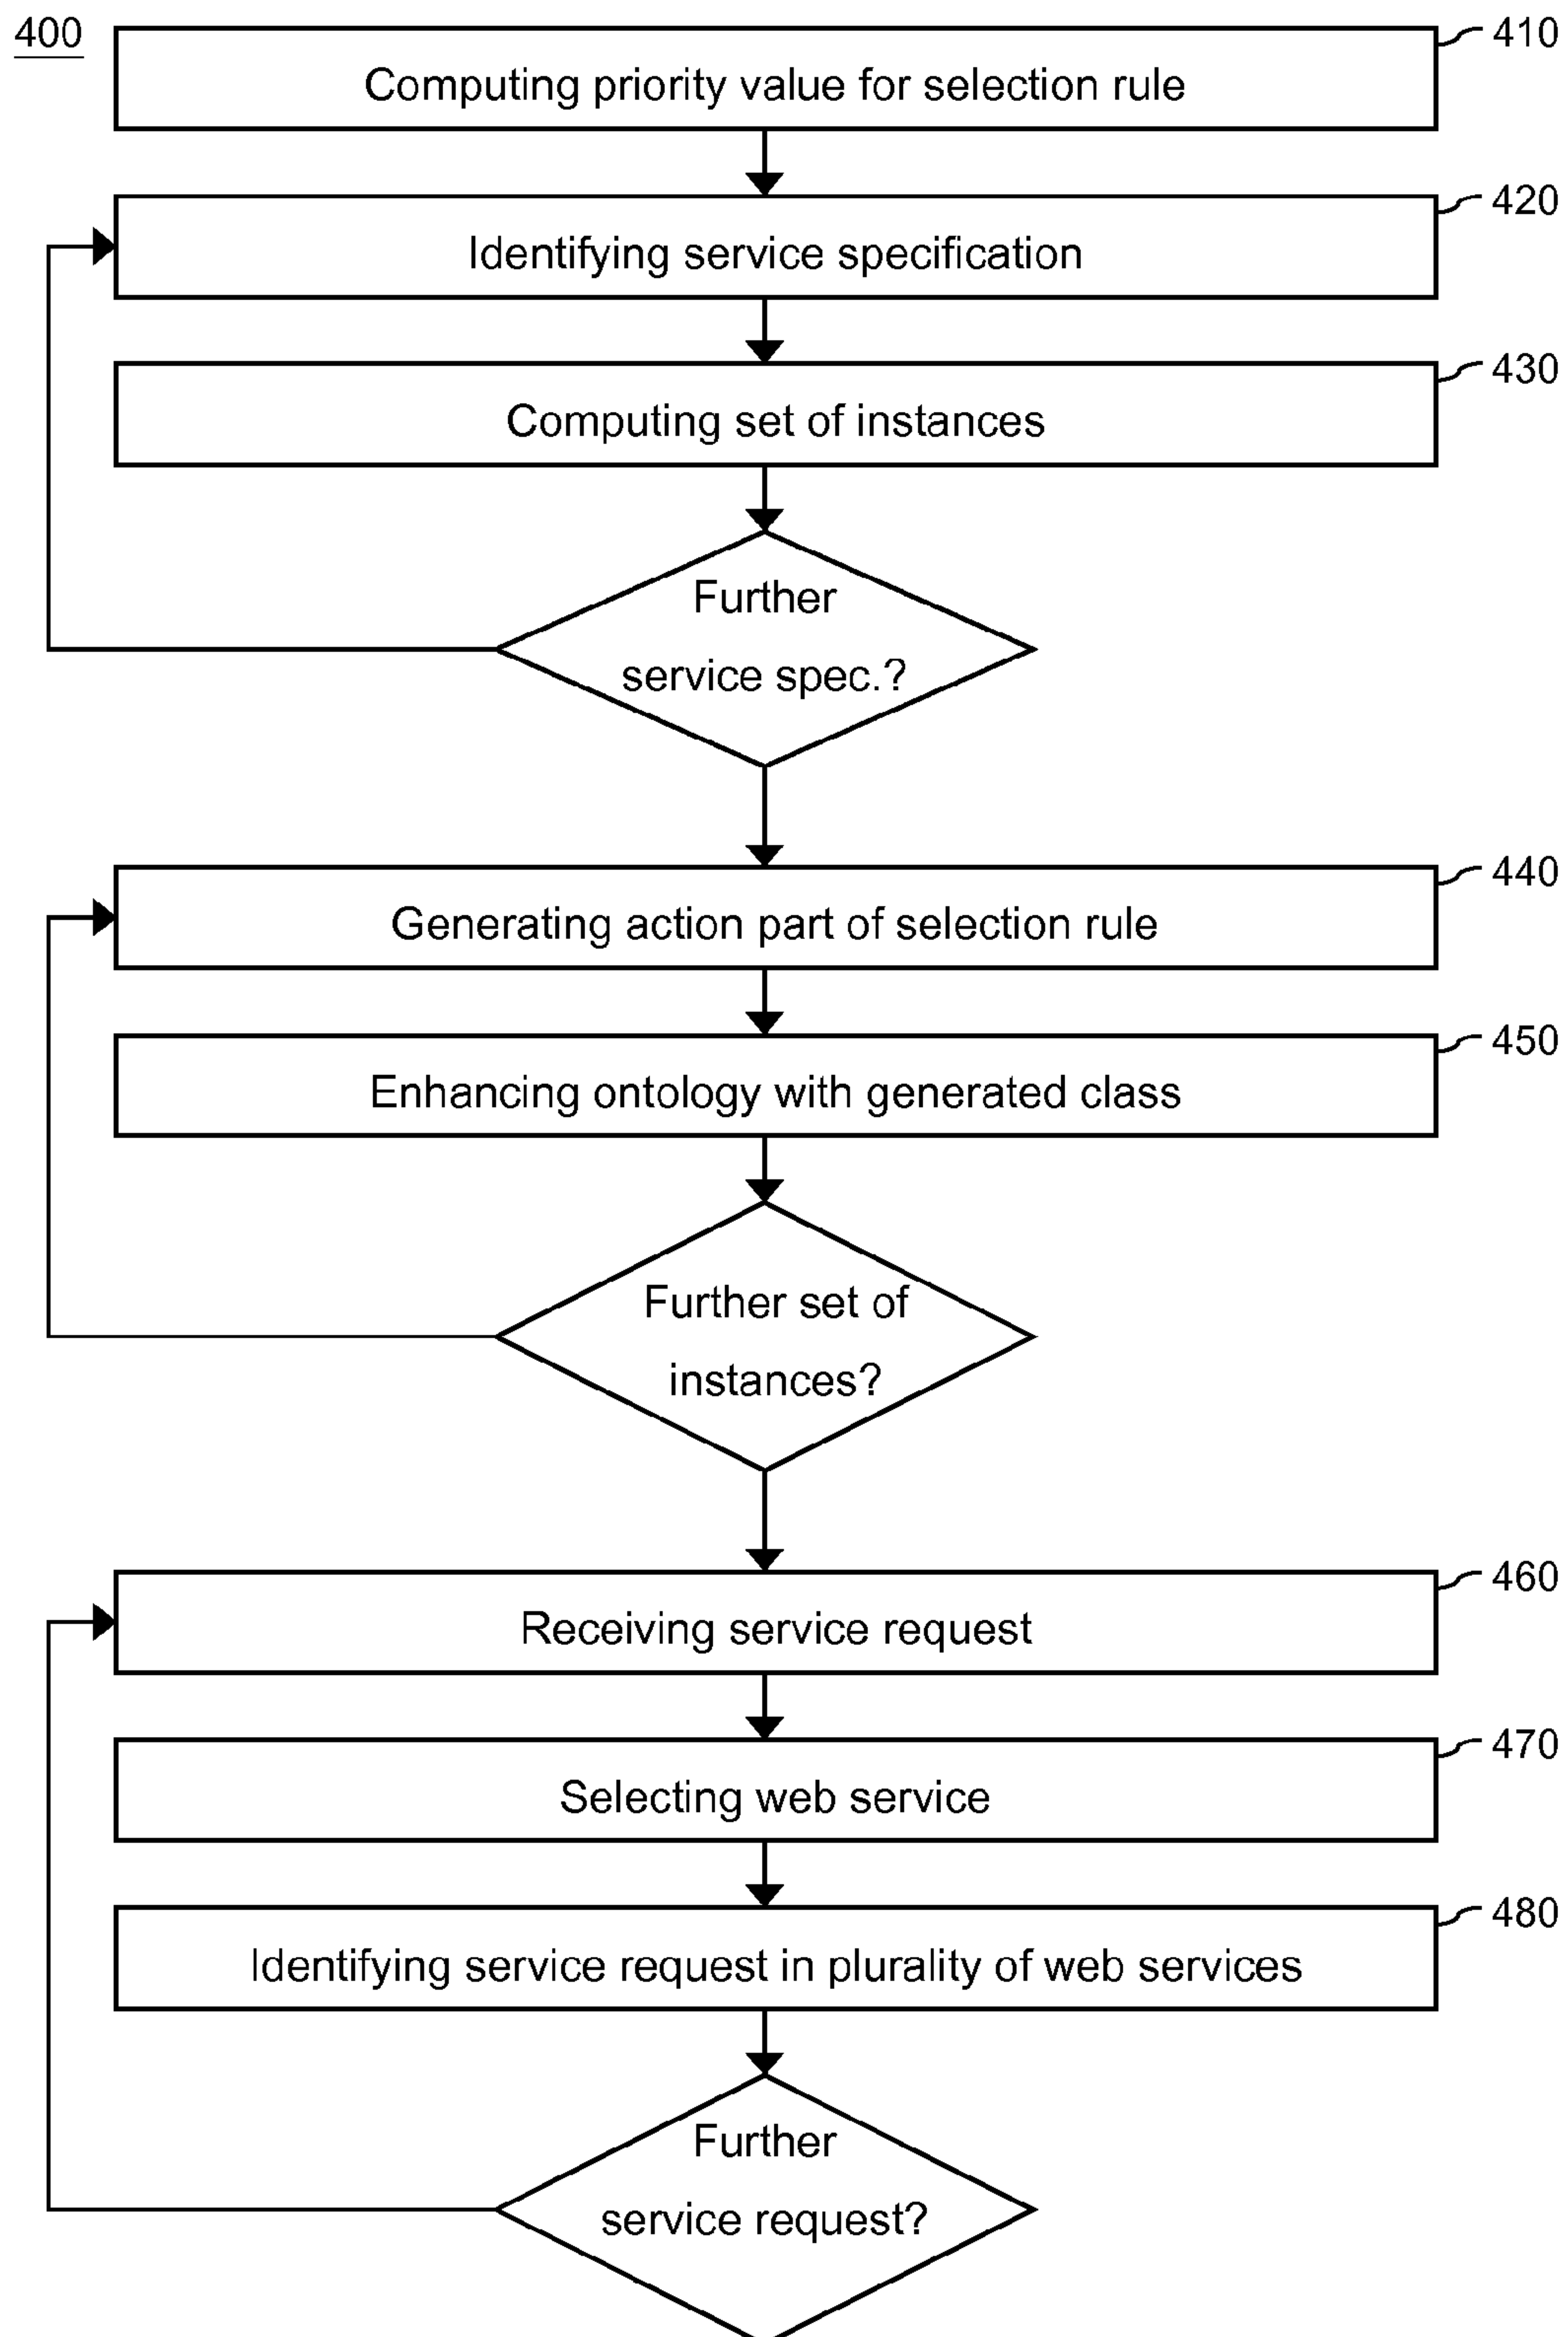 400
410
Computing priority value for selection rule
420
Identifying service specification
430
Computing set of instances
Further
service spec.?
440
Generating action part of selection rule
450
Enhancing ontology with generated class
Further set of
instances?
460
Receiving service request
470
Selecting web service
480
Identifying service request in plurality of web services
Further
service request?